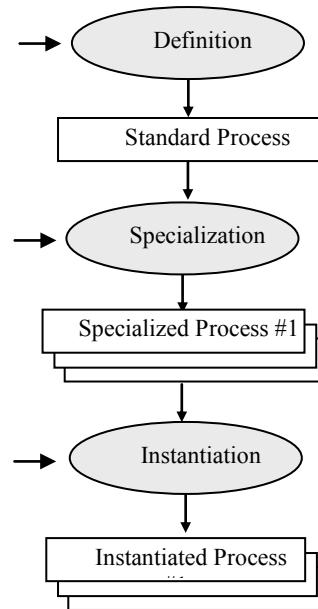 Definition
Standard Process
Specialization
Specialized Process #1
Instantiation
Instantiated Process